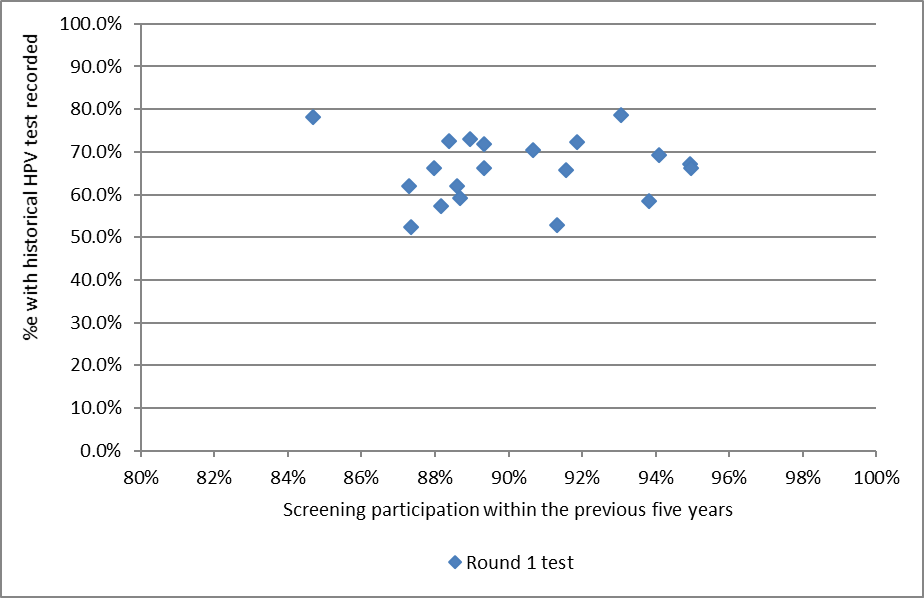 %e with historical HPV test recorded
100.0%
90.0%
80.0%
70.0%
60.0%
50.0%
40.0%
30.0%
20.0%
10.0%
0.0%
80% 82% 84% 86% 88% 90% 92% 94% 96% 98% 100%
Screening participation within the previous five years
Round 1 test